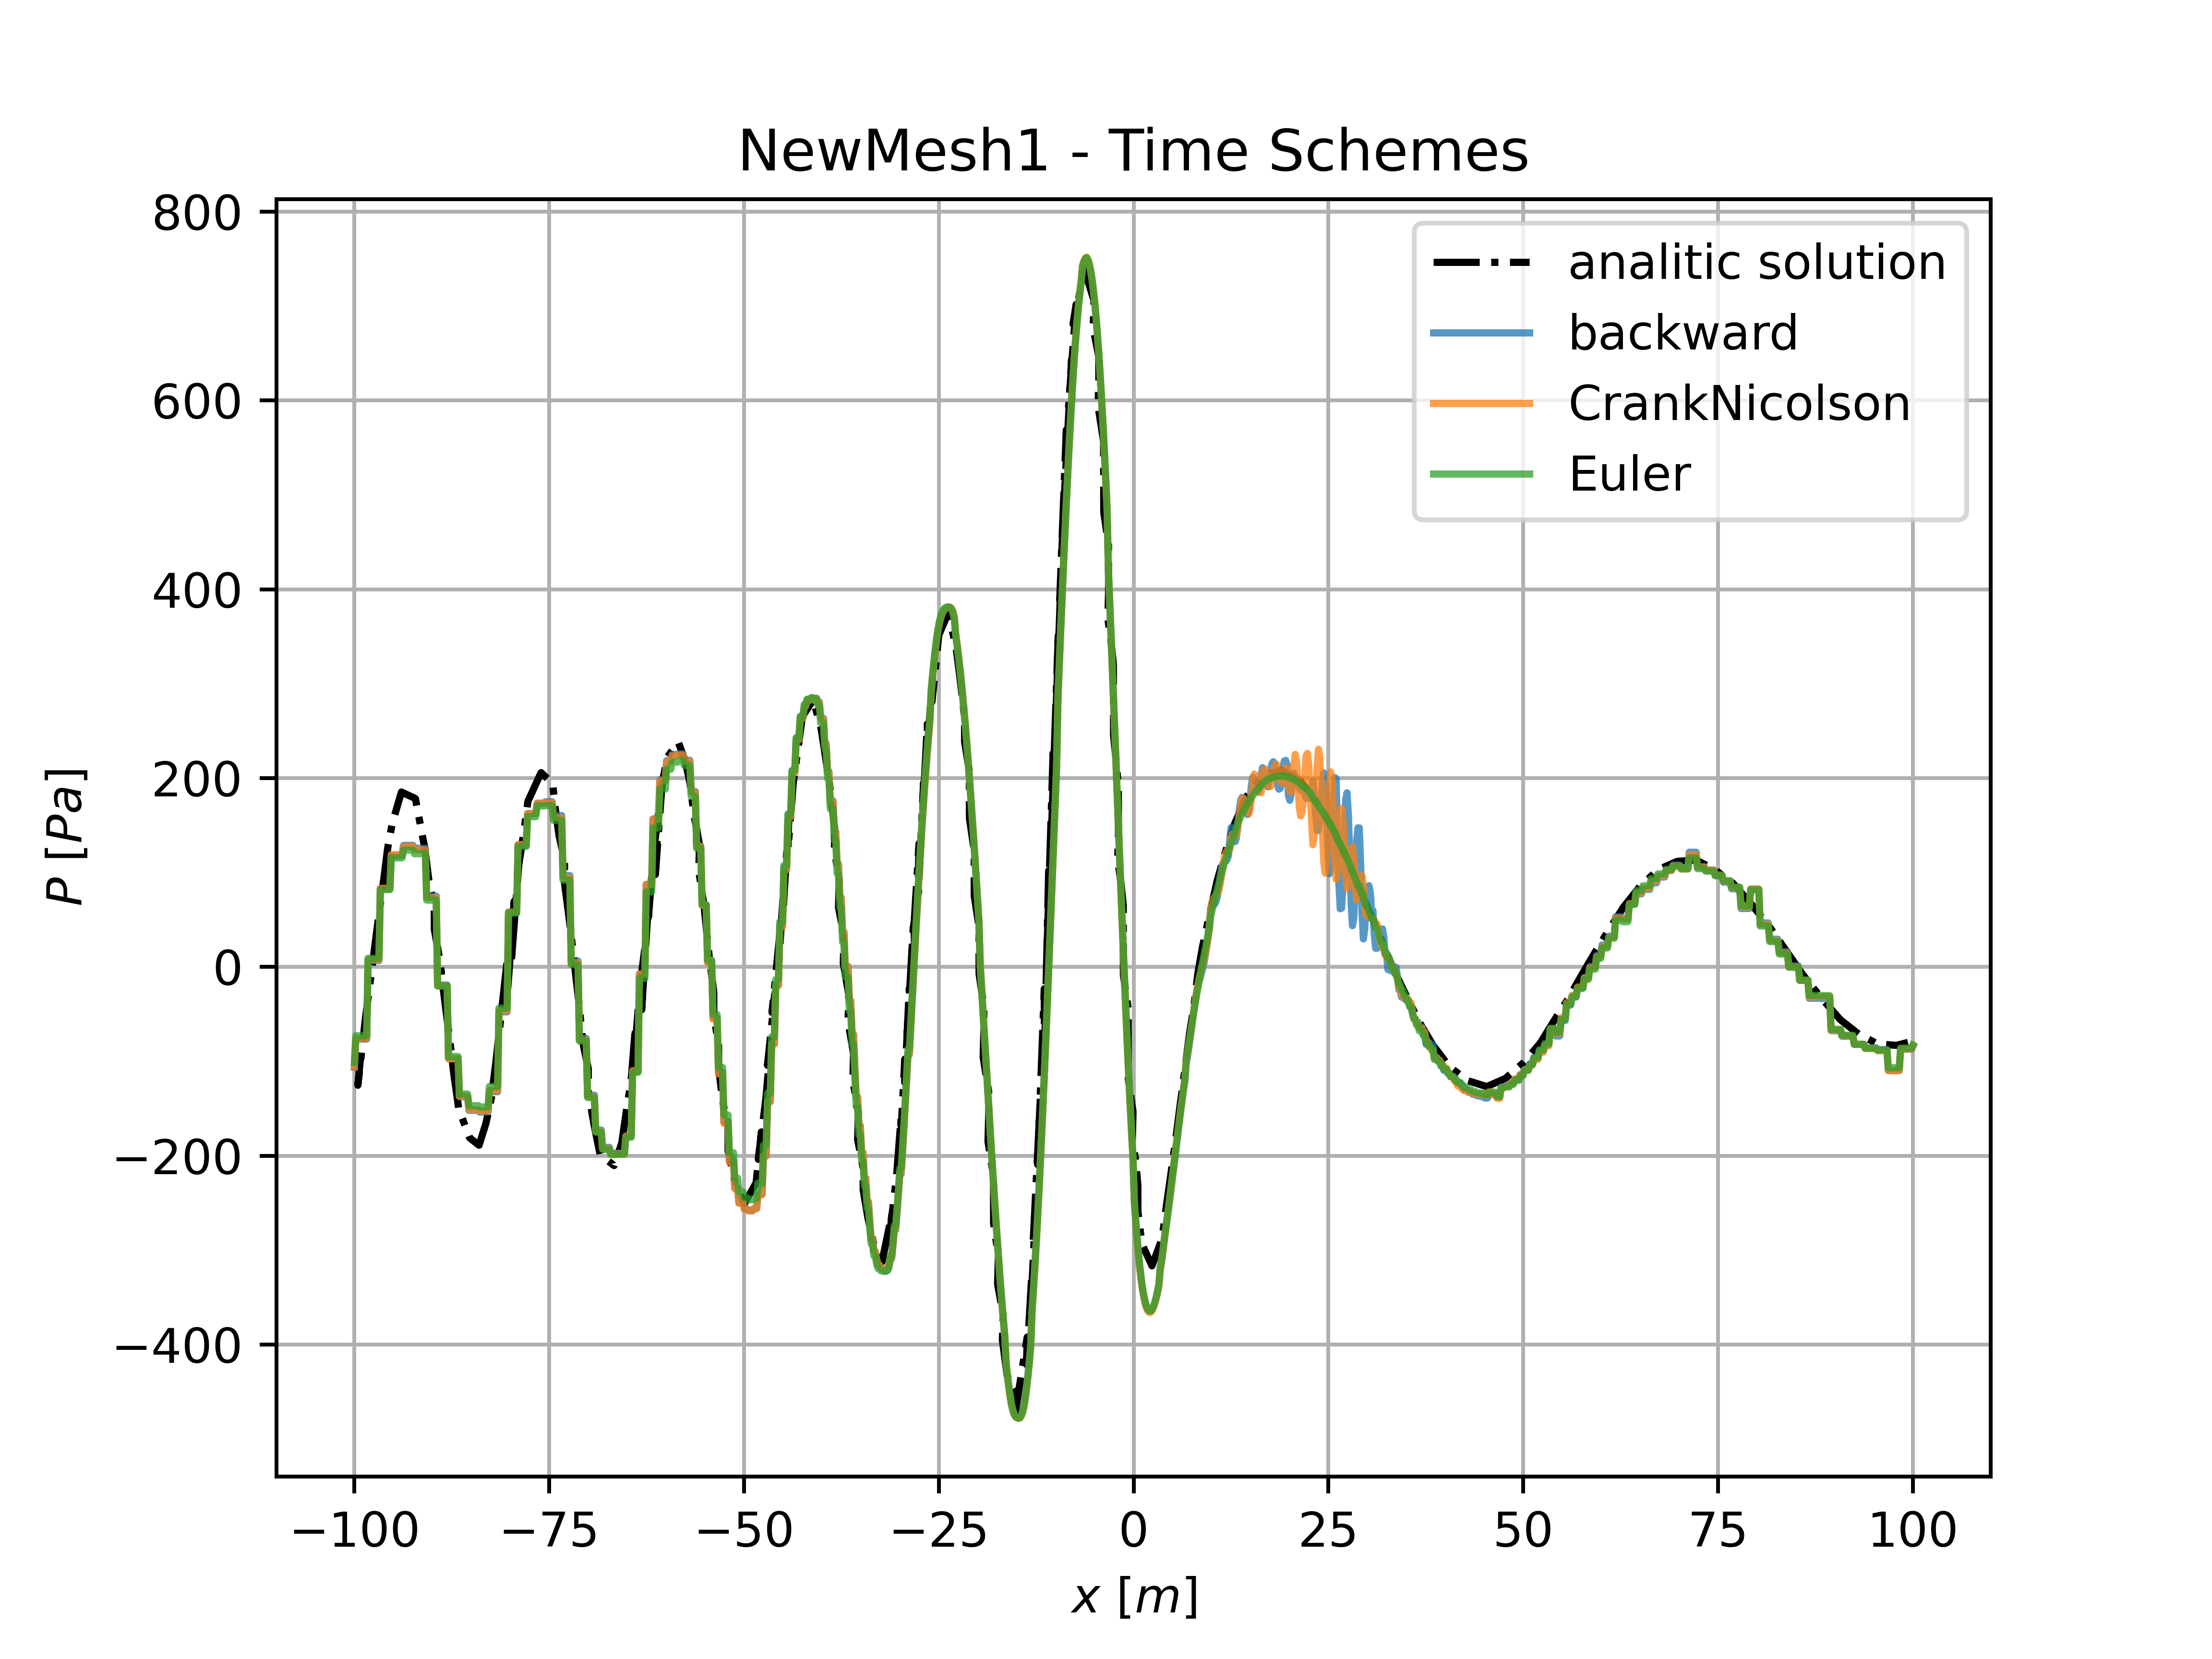 NewMesh1 - Time Schemes
800
600
400
200
0
−200
−400
P [Pa]
analitic solution
backward
CrankNicolson
Euler
−100
−75
−50
−25
0
25
50
75
100
x [m]